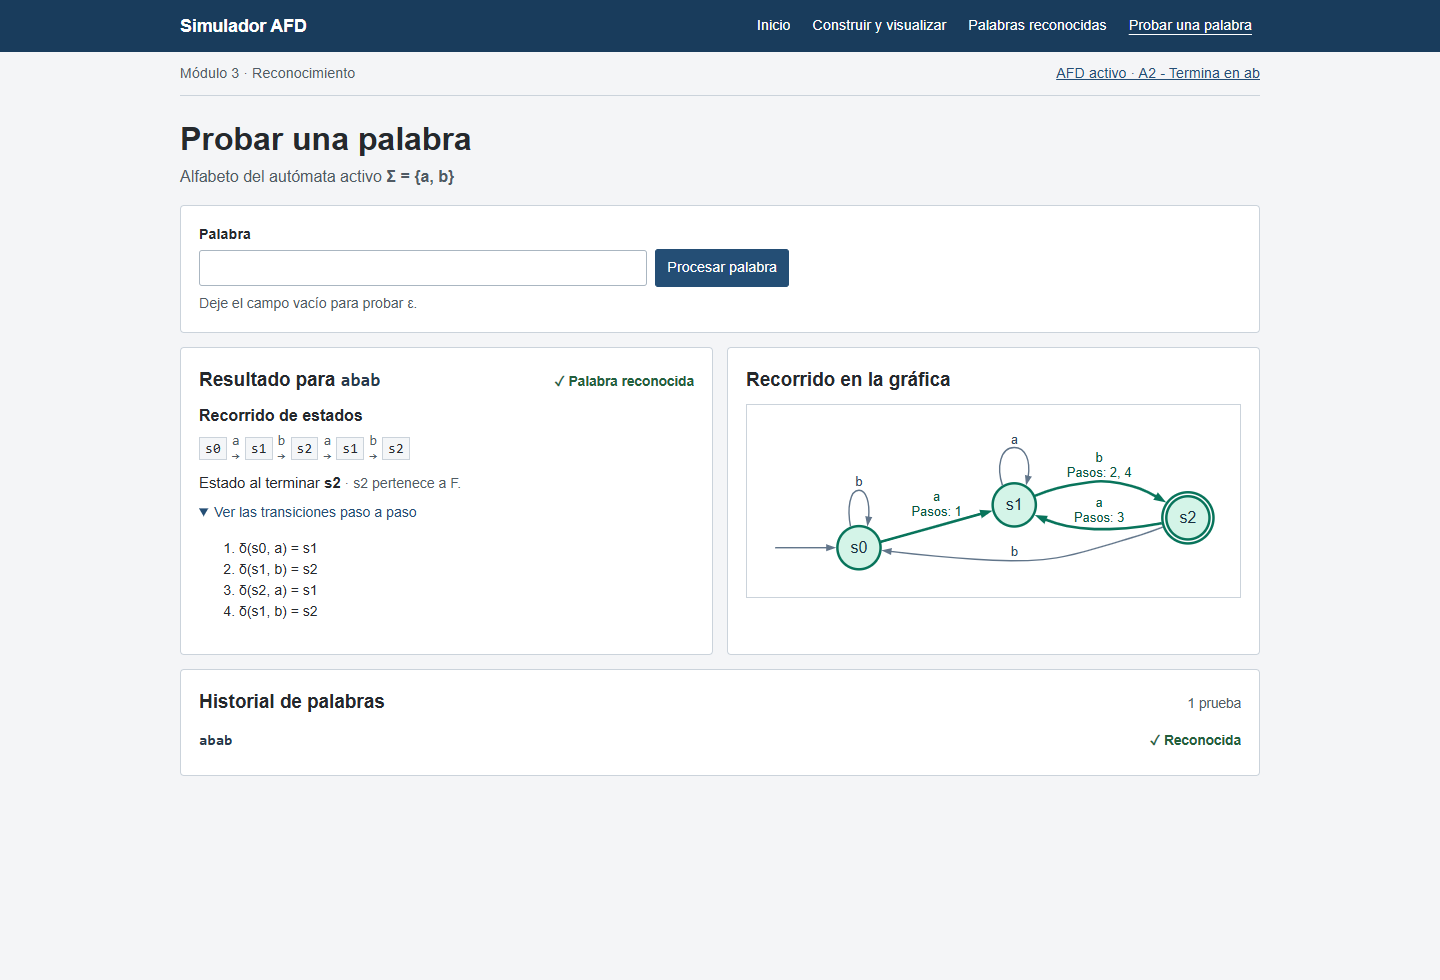 Simulador AFD
Inicio Construir y visualizar Palabras reconocidas Probar una palabra
Módulo 3 · Reconocimiento
AFD activo · A2 - Termina en ab
Probar una palabra
Alfabeto del autómata activo Σ = {a, b}
Palabra
Procesar palabra
Deje el campo vacío para probar ε.
Resultado para abab
✓ Palabra reconocida
Recorrido de estados
s0 a → s1 b → s2 a → s1 b → s2
Estado al terminar s2 · s2 pertenece a F.
▼ Ver las transiciones paso a paso
1. δ(s0, a) = s1
2. δ(s1, b) = s2
3. δ(s2, a) = s1
4. δ(s1, b) = s2
Recorrido en la gráfica
a
b
Pasos: 2, 4
b
a
Pasos: 1
s1
a
Pasos: 3
s2
s0
b
Historial de palabras
1 prueba
abab
✓ Reconocida